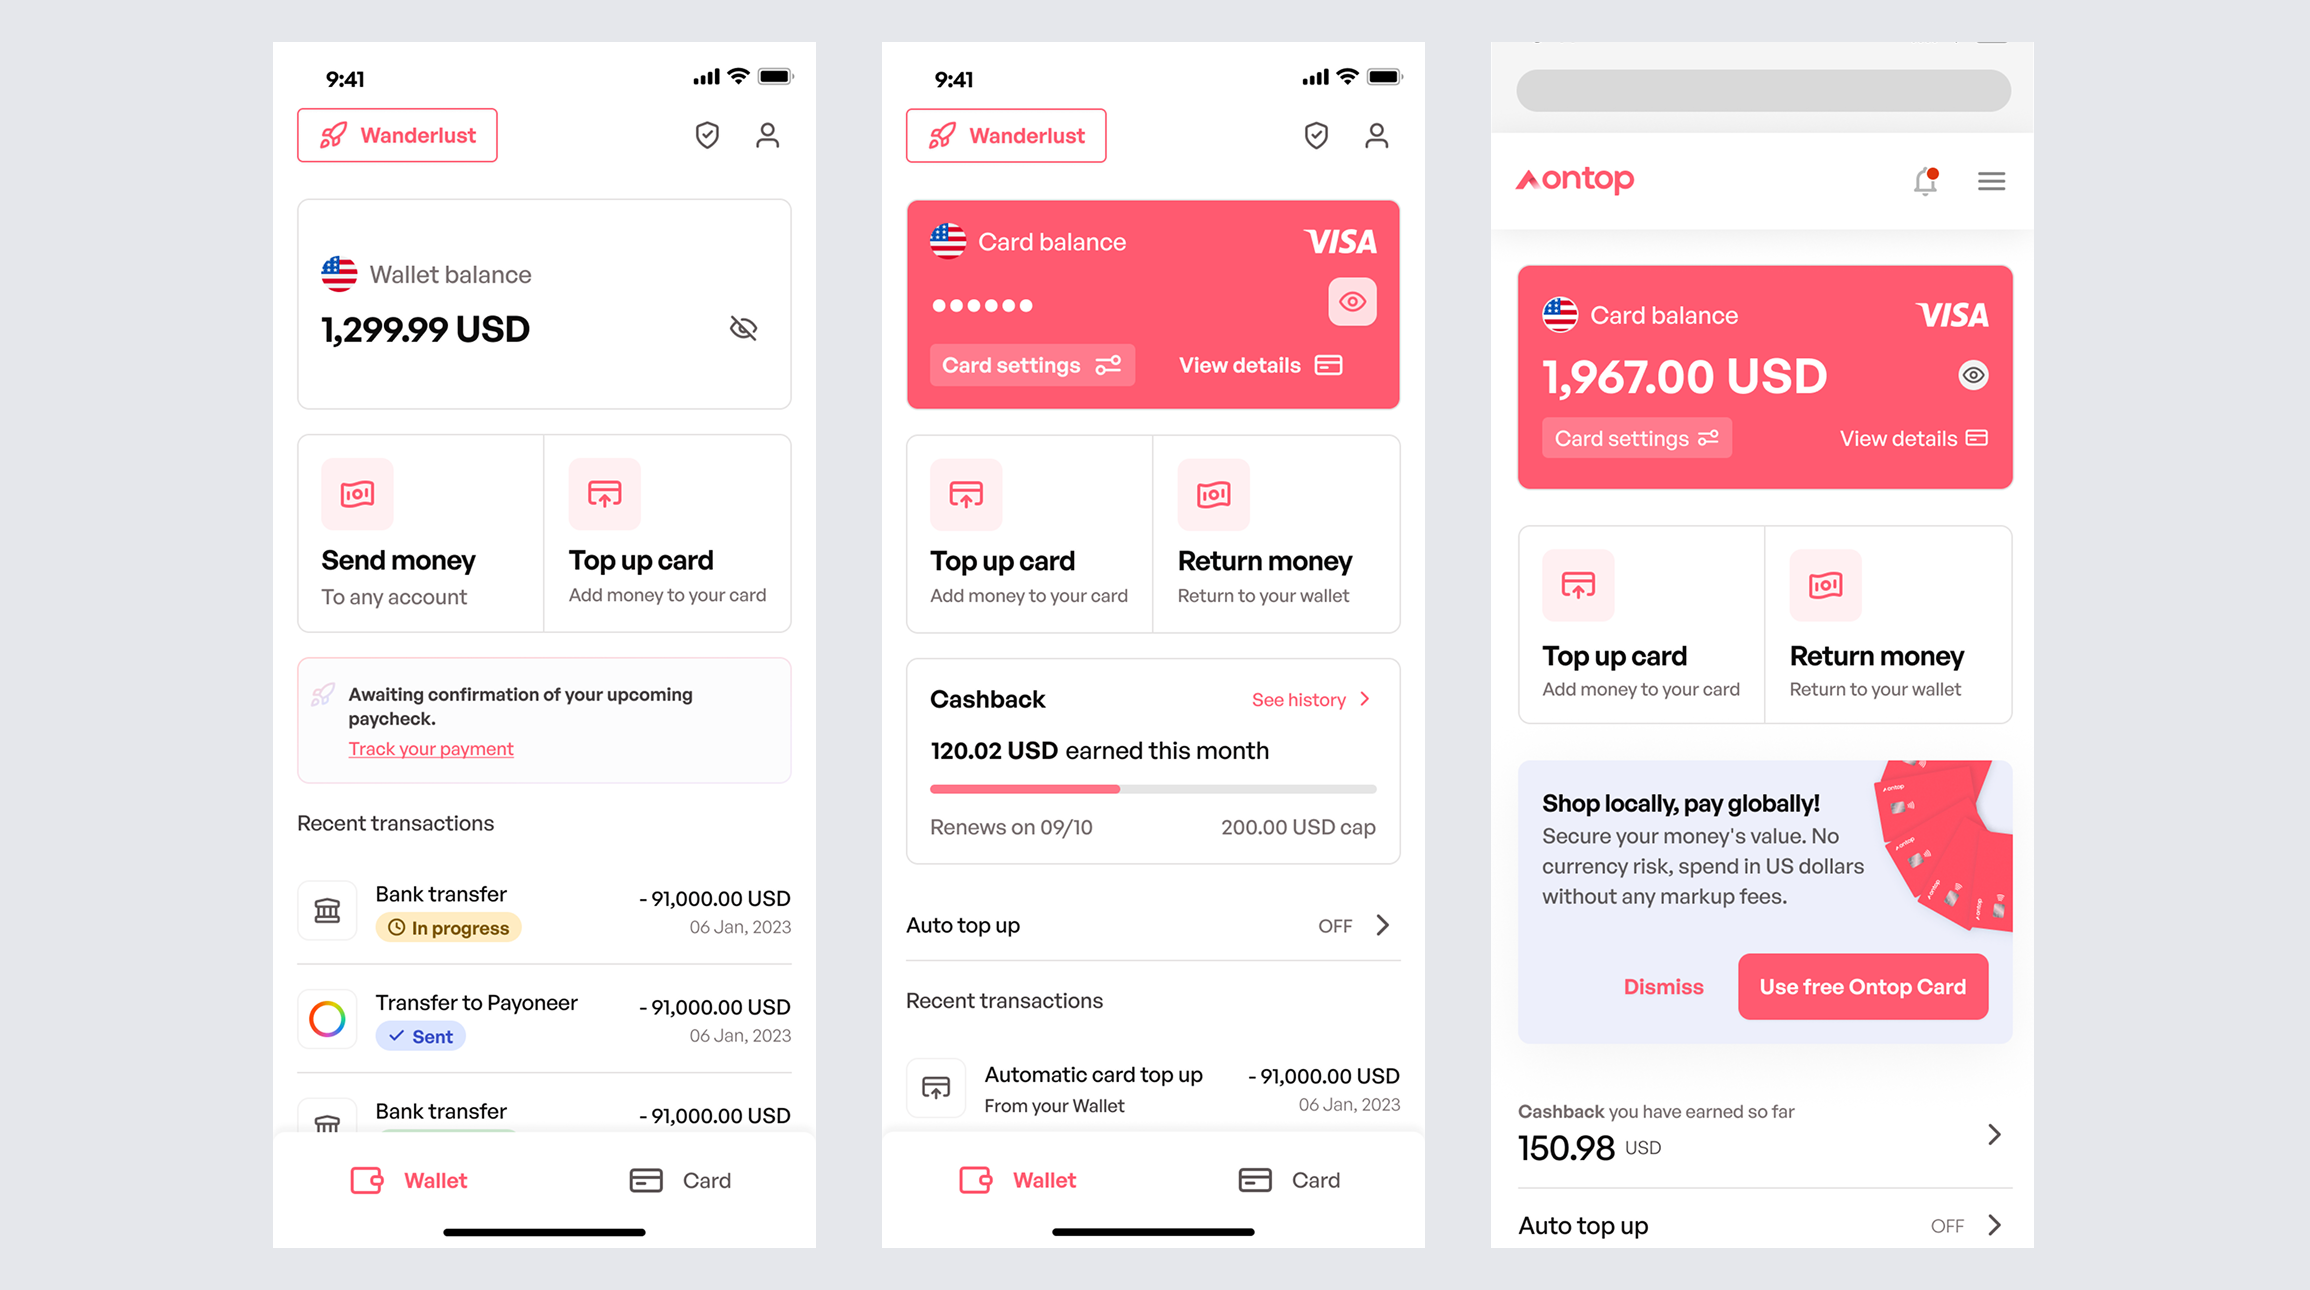 9:41
Wanderlust
Wallet balance
1,299.99 USD
Send money
To any account
Top up card
Add money to your card
Awaiting confirmation of your upcoming
paycheck.
Track your payment
Recent transactions
Bank transfer
- 91,000.00 USD
In progress
06 Jan, 2023
Transfer to Payoneer
- 91,000.00 USD
Sent
06 Jan, 2023
Bank transfer
- 91,000.00 USD
Wallet
Card
9:41
Wanderlust
Card balance
VISA
Card settings
View details
Top up card
Add money to your card
Return money
Return to your wallet
Cashback
See history
120.02 USD earned this month
Renews on 09/10
200.00 USD cap
Auto top up
OFF
Recent transactions
Automatic card top up
- 91,000.00 USD
From your Wallet
06 Jan, 2023
Wallet
Card
ontop
Card balance
VISA
1,967.00 USD
Card settings
View details
Top up card
Add money to your card
Return money
Return to your wallet
Shop locally, pay globally!
Secure your money's value. No
currency risk, spend in US dollars
without any markup fees.
ontop
ontop
ontop
ontop
Dismiss
Use free Ontop Card
Cashback you have earned so far
150.98 USD
Auto top up
OFF